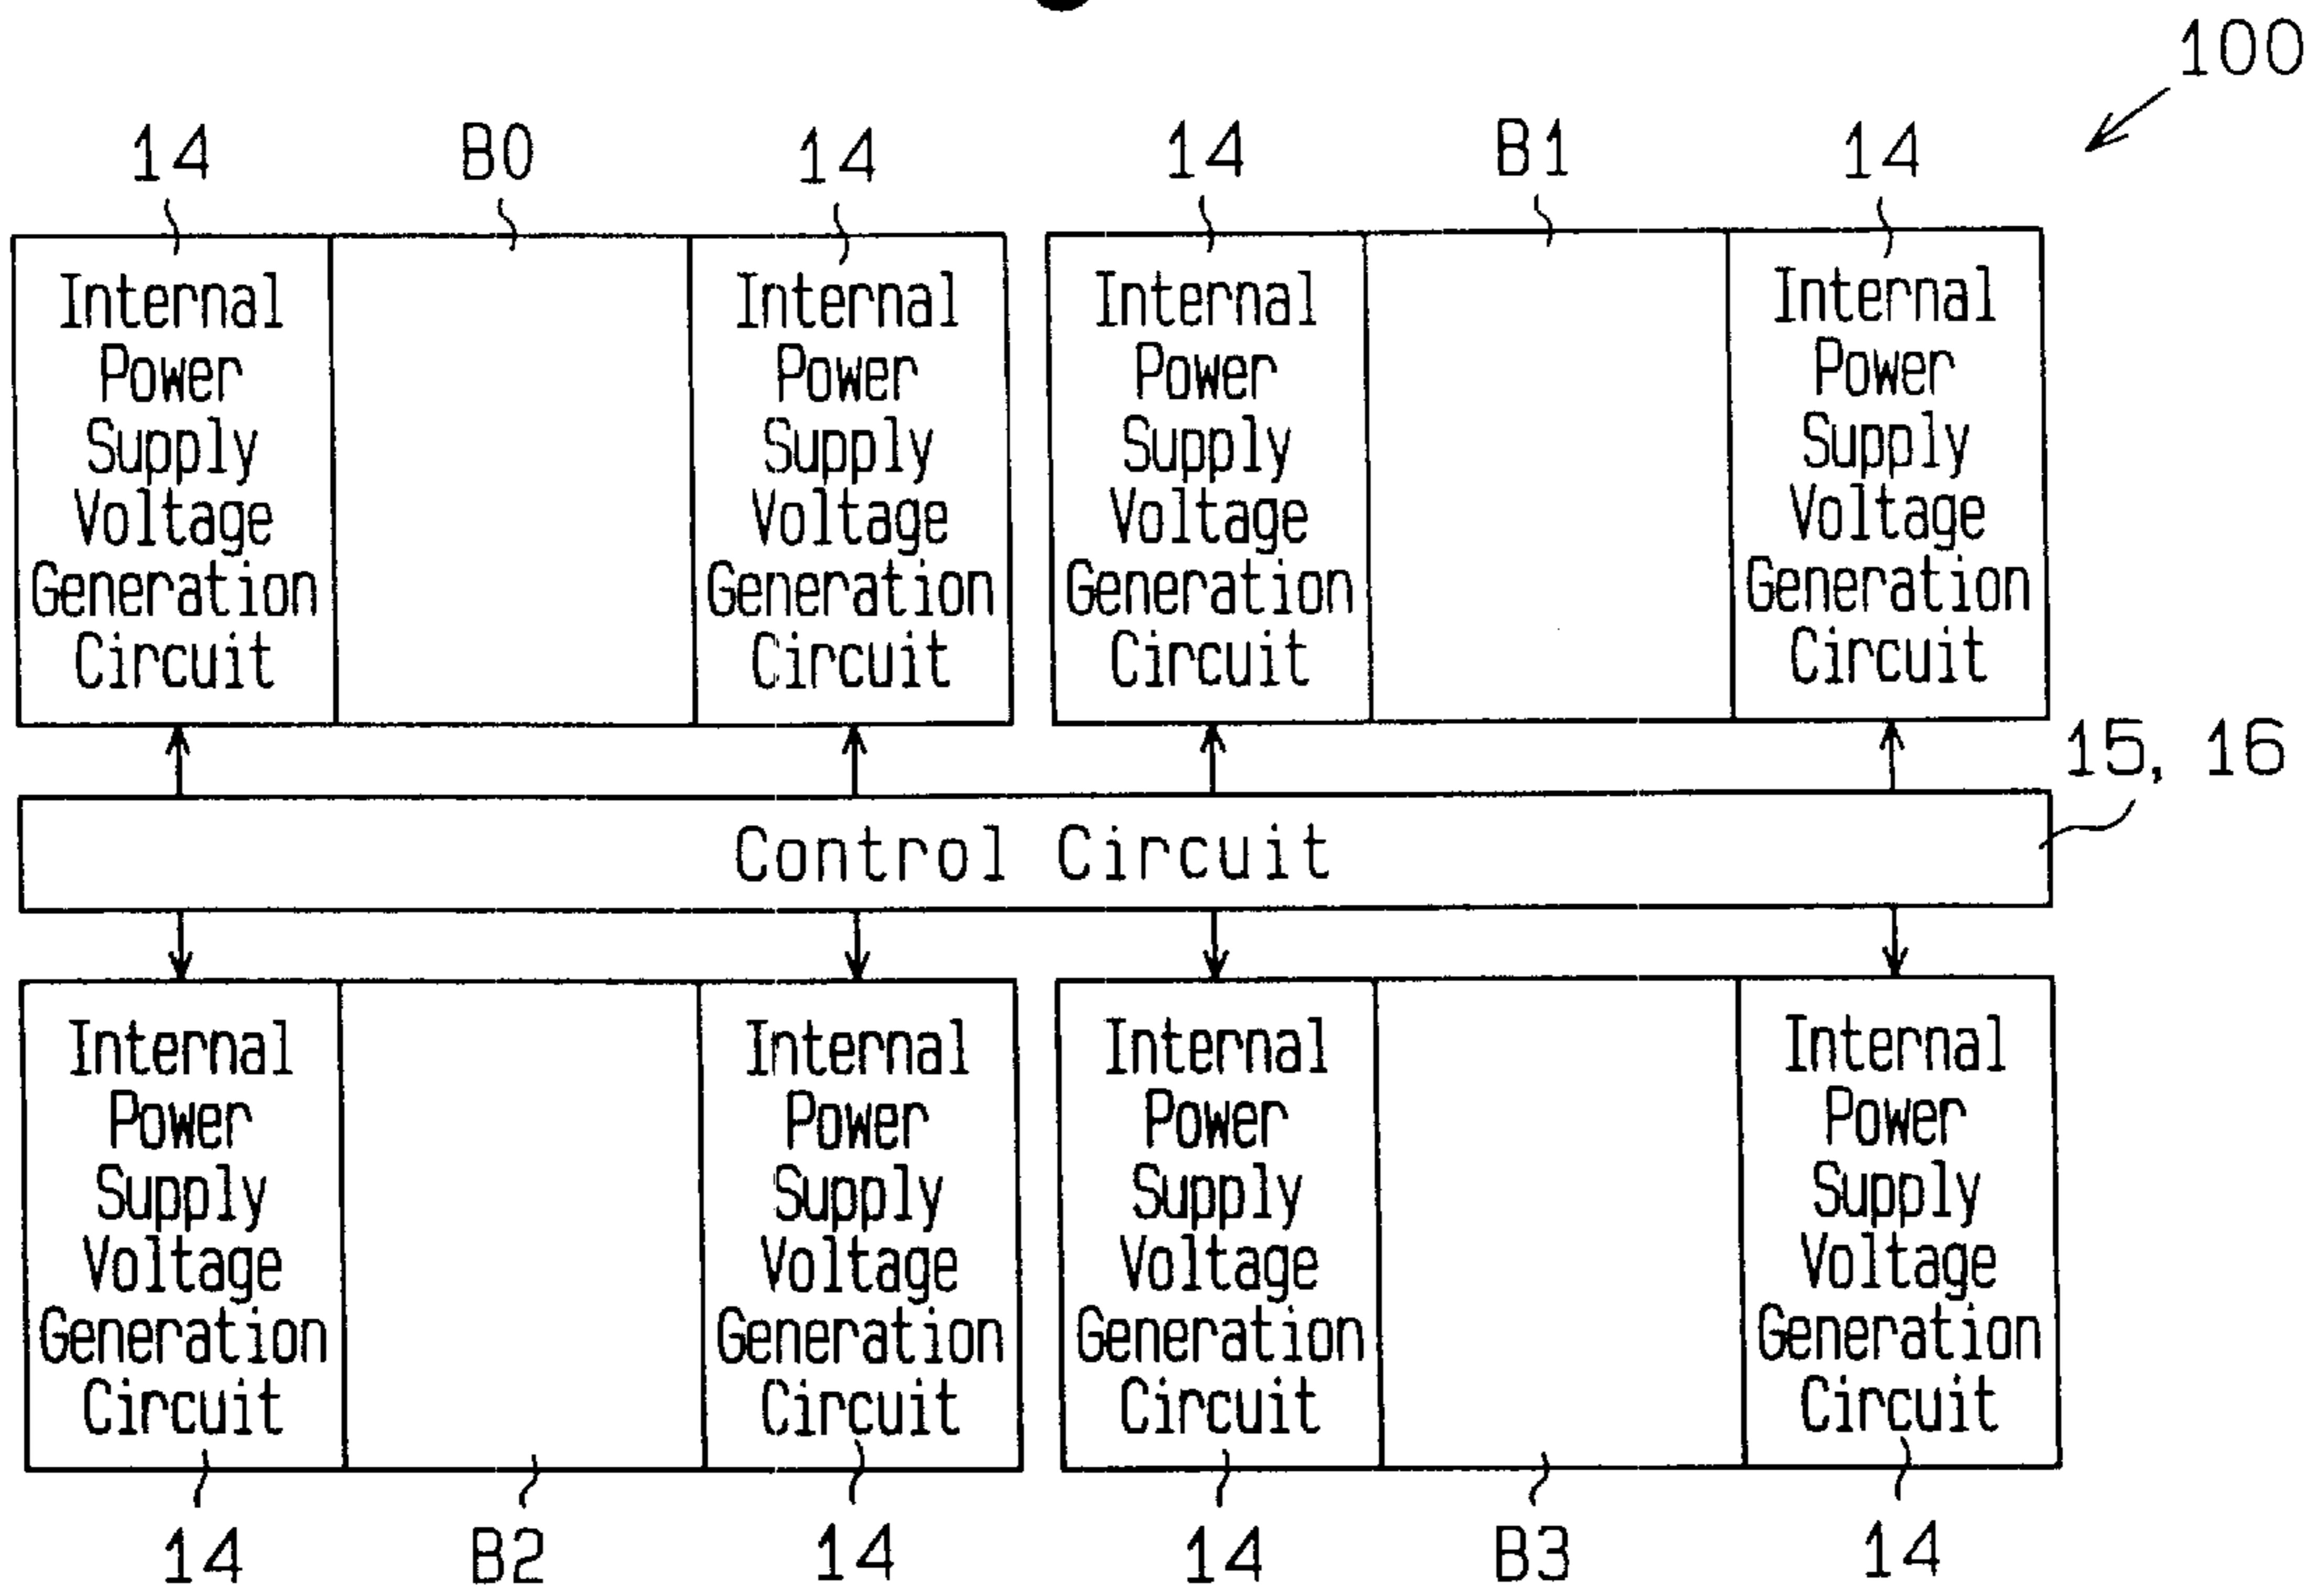 100
14 B0 14 14 B1 14
Internal
Power
Supply
Voltage
Generation
Circuit
Internal
Power
Supply
Voltage
Generation
Circuit
Internal
Power
Supply
Voltage
Generation
Circuit
Internal
Power
Supply
Voltage
Generation
Circuit
15, 16
Control Circuit
Internal
Power
Supply
Voltage
Generation
Circuit
Internal
Power
Supply
Voltage
Generation
Circuit
Internal
Power
Supply
Voltage
Generation
Circuit
Internal
Power
Supply
Voltage
Generation
Circuit
14 B2 14 14 B3 14